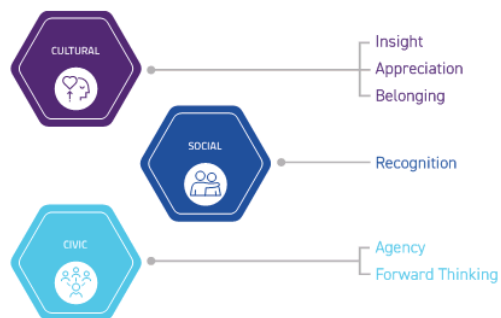 CULTURAL
Insight
Appreciation
Belonging
SOCIAL
Recognition
CIVIC
Agency
Forward Thinking